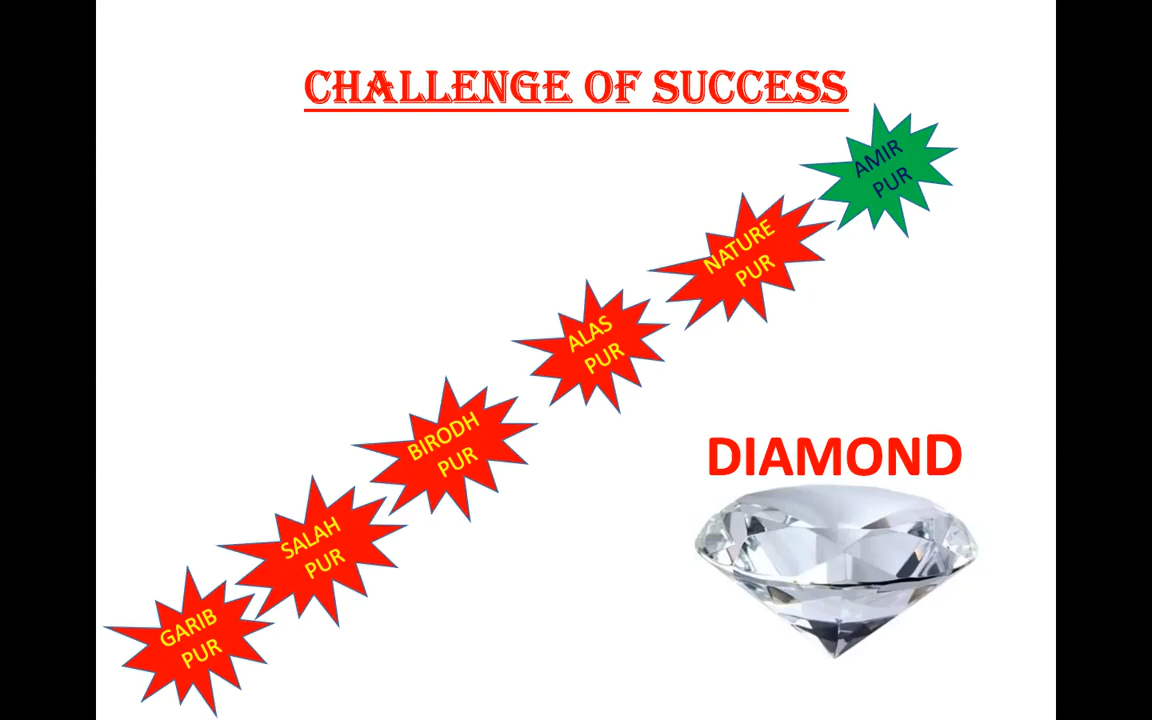 CHALLENGE OF SUCCESS
AMIR
PUR
NATURE
PUR
ALAS
PUR
BIRODH
PUR
SALAH
PUR
GARIB
PUR
DIAMOND